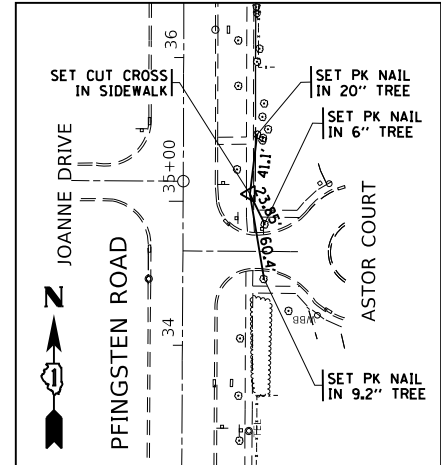 36
SET CUT CROSS
IN SIDEWALK
SET PK NAIL
IN 20'' TREE
SET PK NAIL
IN 6'' TREE
41.1'
23.85'
60.4'
35+00
JOANNE DRIVE
PFINGSTEN ROAD
ASTOR COURT
N
1
34
WBB
SET PK NAIL
IN 9.2'' TREE